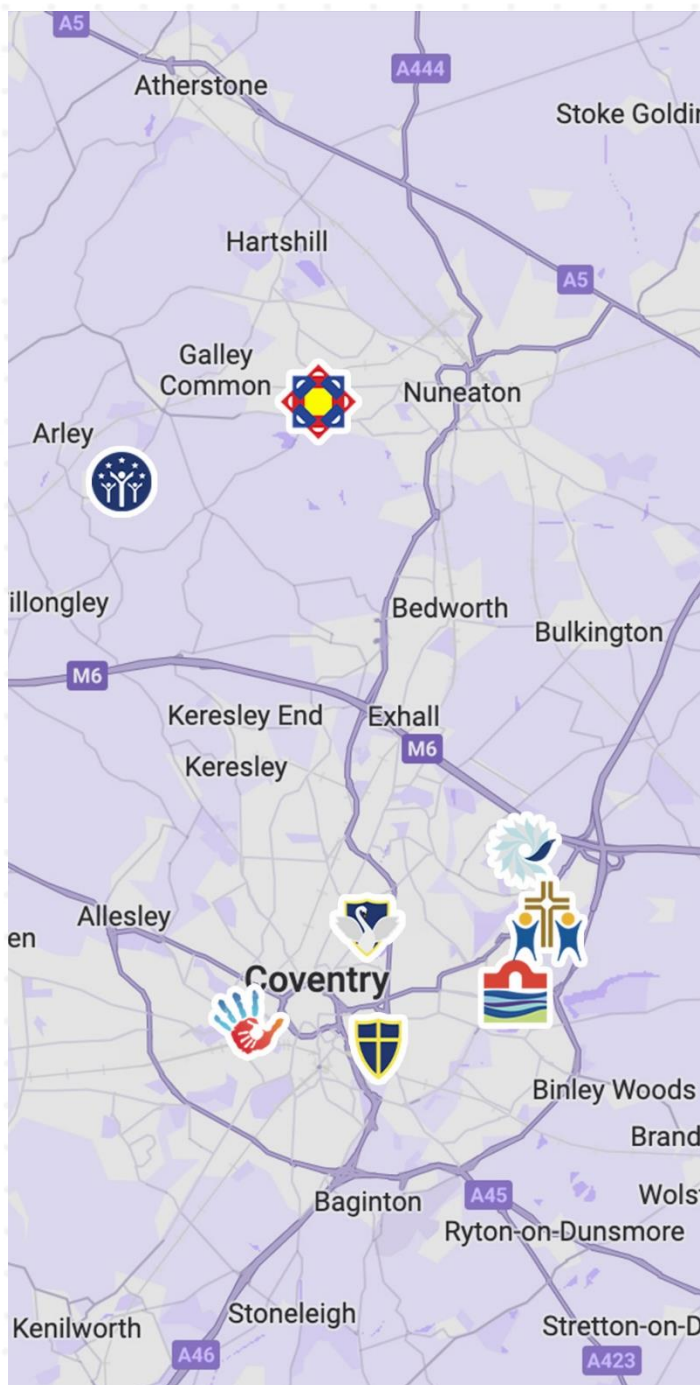 A5
A444
Atherstone
Stoke Goldin
Hartshill
A5
Galley
Common
Nuneaton
Arley
illongley
Bedworth
Bulkington
M6
Keresley End
Exhall
M6
Keresley
Allesley
en
Coventry
Binley Woods
Brand
Baginton
A45
Wols
Ryton-on-Dunsmore
Stoneleigh
Kenilworth
Stretton-on-D
A46
A423